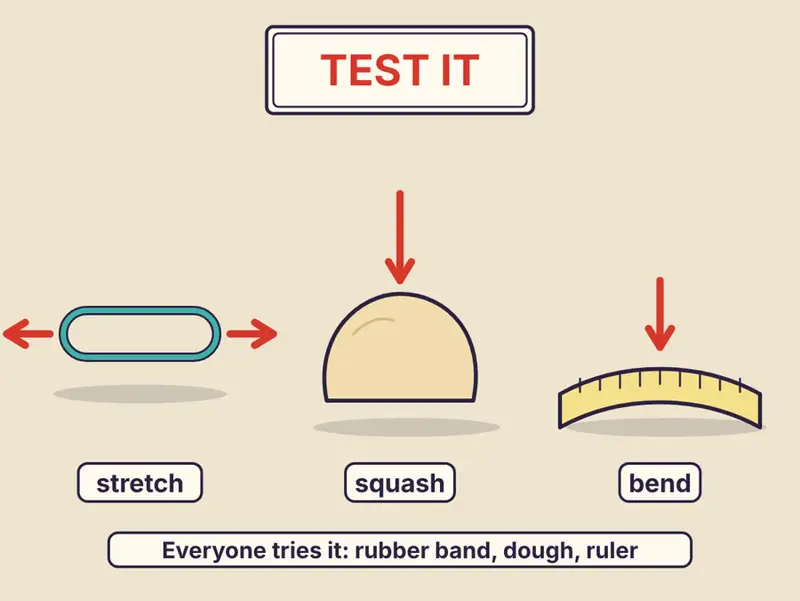 TEST IT
stretch
squash
bend
Everyone tries it: rubber band, dough, ruler